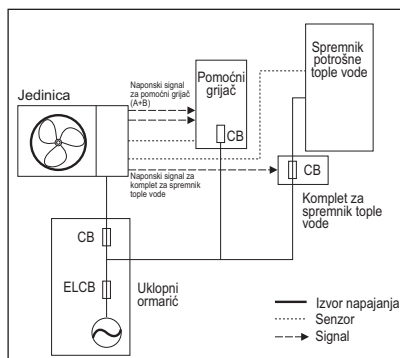 Jedinica
Naponski signal
za pomoćni grijač
(A+B)
Pomoćni
grijač
CB
Spremnik
potrošne
tople vode
Naponski signal za
komplet za spremnik
tople vode
CB
Komplet za
spremnik tople
vode
CB
ELCB
Uklopni
ormarić
Izvor napajanja
Senzor
Signal